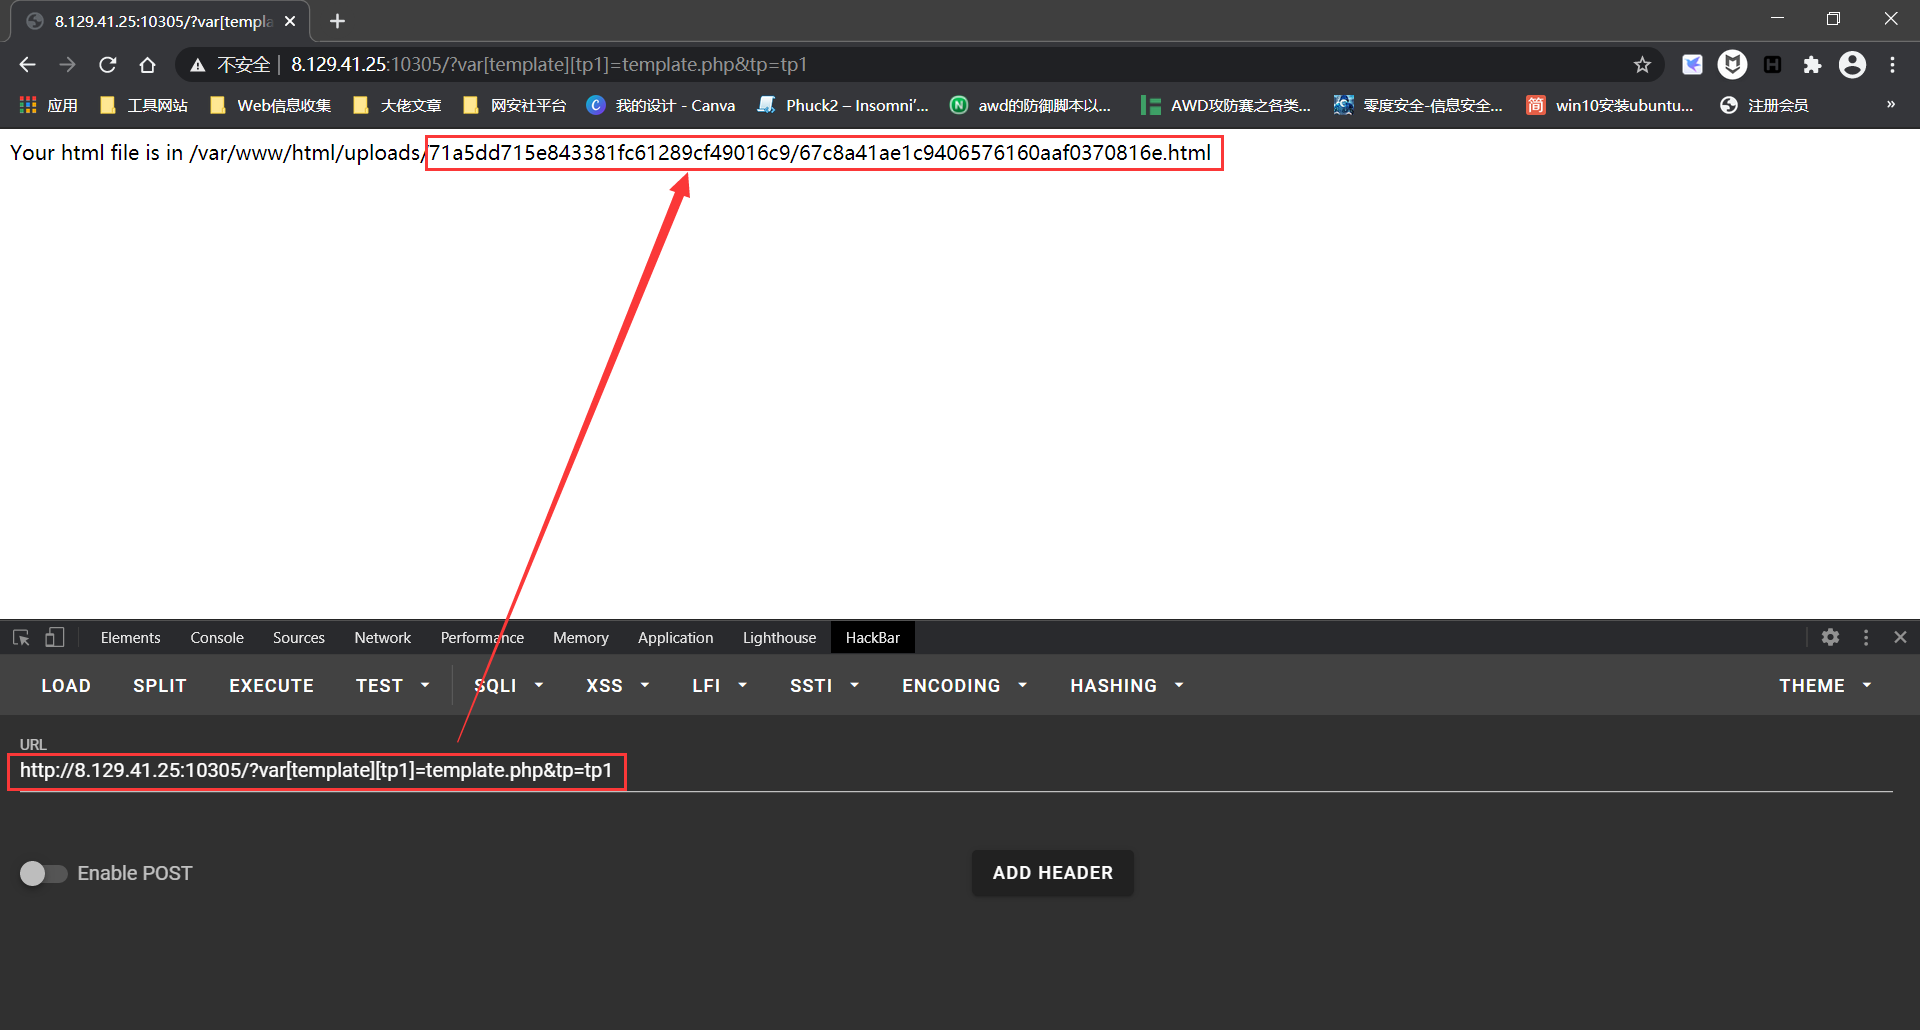 8.129.41.25:10305/?var[templa
不安全 8.129.41.25:10305/?var[template][tp1]=template.php&tp=tp1
应用 工具网站 Web信息收集 大佬文章 网安社平台 我的设计 - Canva Phuck2 – Insomni'... awd的防御脚本以... AWD攻防赛之各类... 零度安全-信息安全... 简 win10安装ubuntu... 注册会员 »
Your html file is in /var/www/html/uploads/71a5dd715e843381fc61289cf49016c9/67c8a41ae1c9406576160aaf0370816e.html
Elements Console Sources Network Performance Memory Application Lighthouse HackBar
LOAD SPLIT EXECUTE TEST SQLI XSS LFI SSTI ENCODING HASHING THEME
URL
http://8.129.41.25:10305/?var[template][tp1]=template.php&tp=tp1
Enable POST ADD HEADER